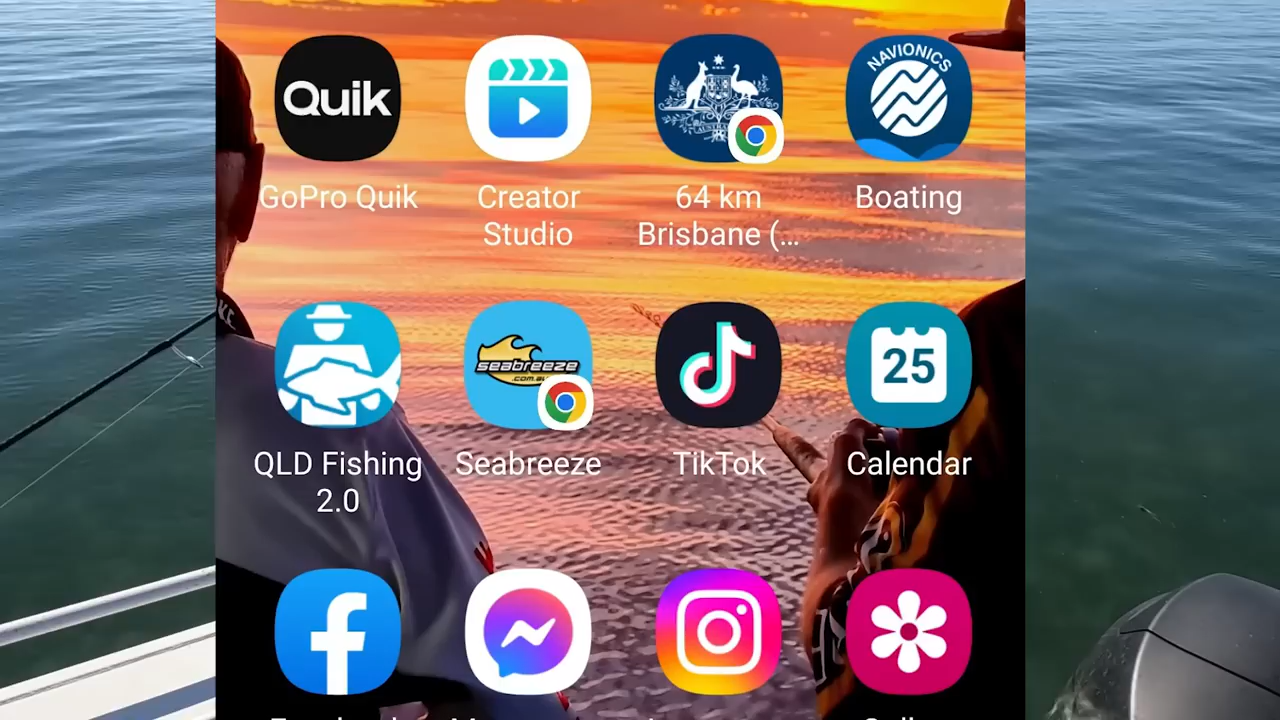 Quik
NAVIONICS
GoPro Quik
Creator
Studio
64 km
Brisbane (...
Boating
seabreeze
.com.au
25
QLD Fishing
2.0
Seabreeze
TikTok
Calendar